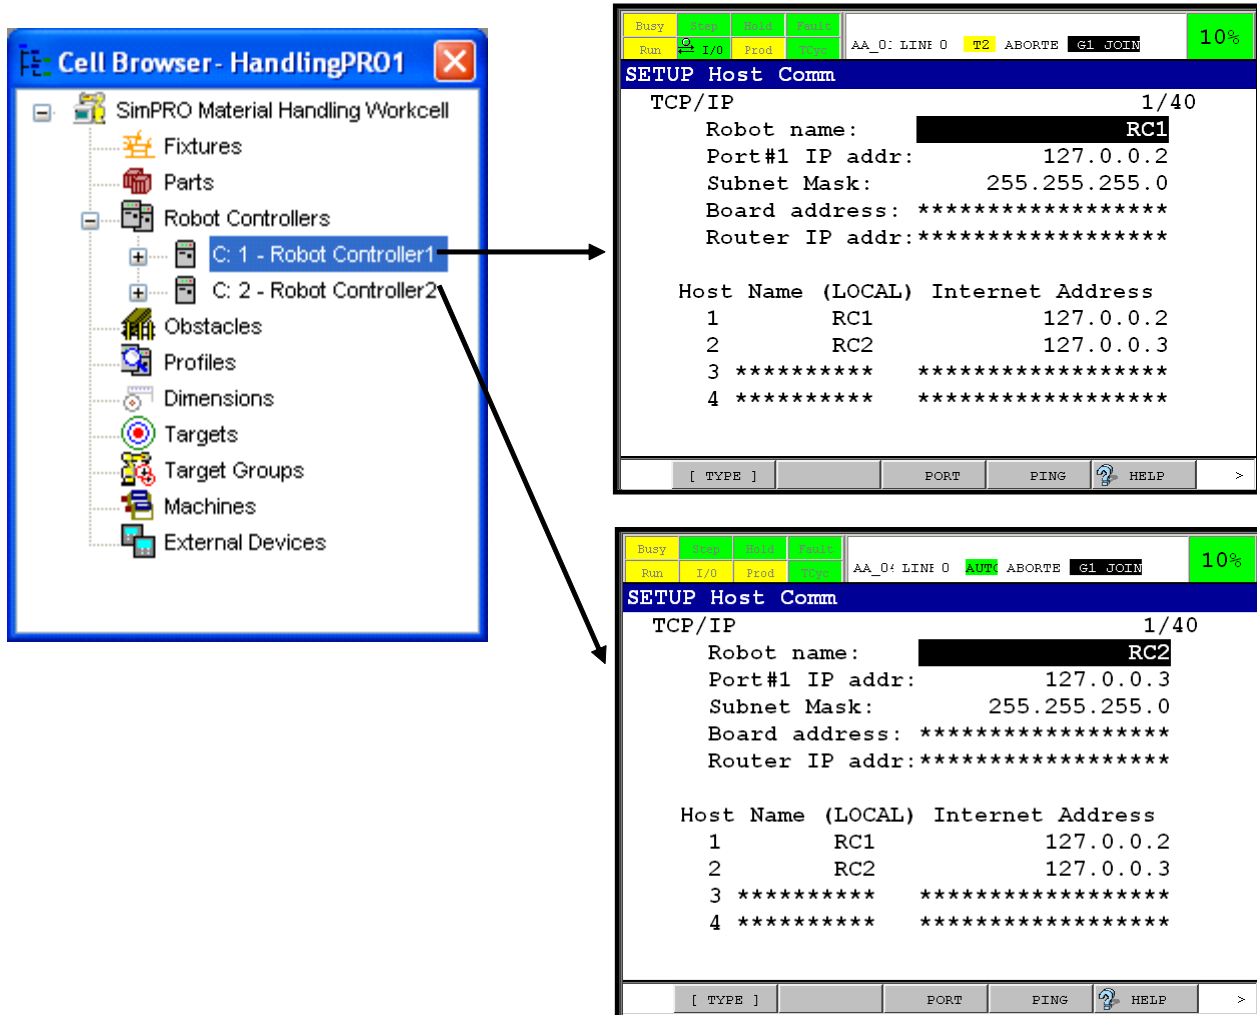 Cell Browser - HandlingPRO1
SimPRO Material Handling Workcell
Fixtures
Parts
Robot Controllers
C: 1 - Robot Controller1
C: 2 - Robot Controller2
Obstacles
Profiles
Dimensions
Targets
Target Groups
Machines
External Devices
Busy Step Hold Fault
Run I/O Prod TCyc
AA_0 LINE 0 T2 ABORTE G1 JOIN
10%
SETUP Host Comm
TCP/IP 1/40
Robot name: RC1
Port#1 IP addr: 127.0.0.2
Subnet Mask: 255.255.255.0
Board address: ******************
Router IP addr:******************
Host Name (LOCAL) Internet Address
1 RC1 127.0.0.2
2 RC2 127.0.0.3
3 ********** ******************
4 ********** ******************
[ TYPE ] PORT PING HELP >
Busy Step Hold Fault
Run I/O Prod TCyc
AA_0 LINE 0 AUTO ABORTE G1 JOIN
10%
SETUP Host Comm
TCP/IP 1/40
Robot name: RC2
Port#1 IP addr: 127.0.0.3
Subnet Mask: 255.255.255.0
Board address: ******************
Router IP addr:******************
Host Name (LOCAL) Internet Address
1 RC1 127.0.0.2
2 RC2 127.0.0.3
3 ********** ******************
4 ********** ******************
[ TYPE ] PORT PING HELP >